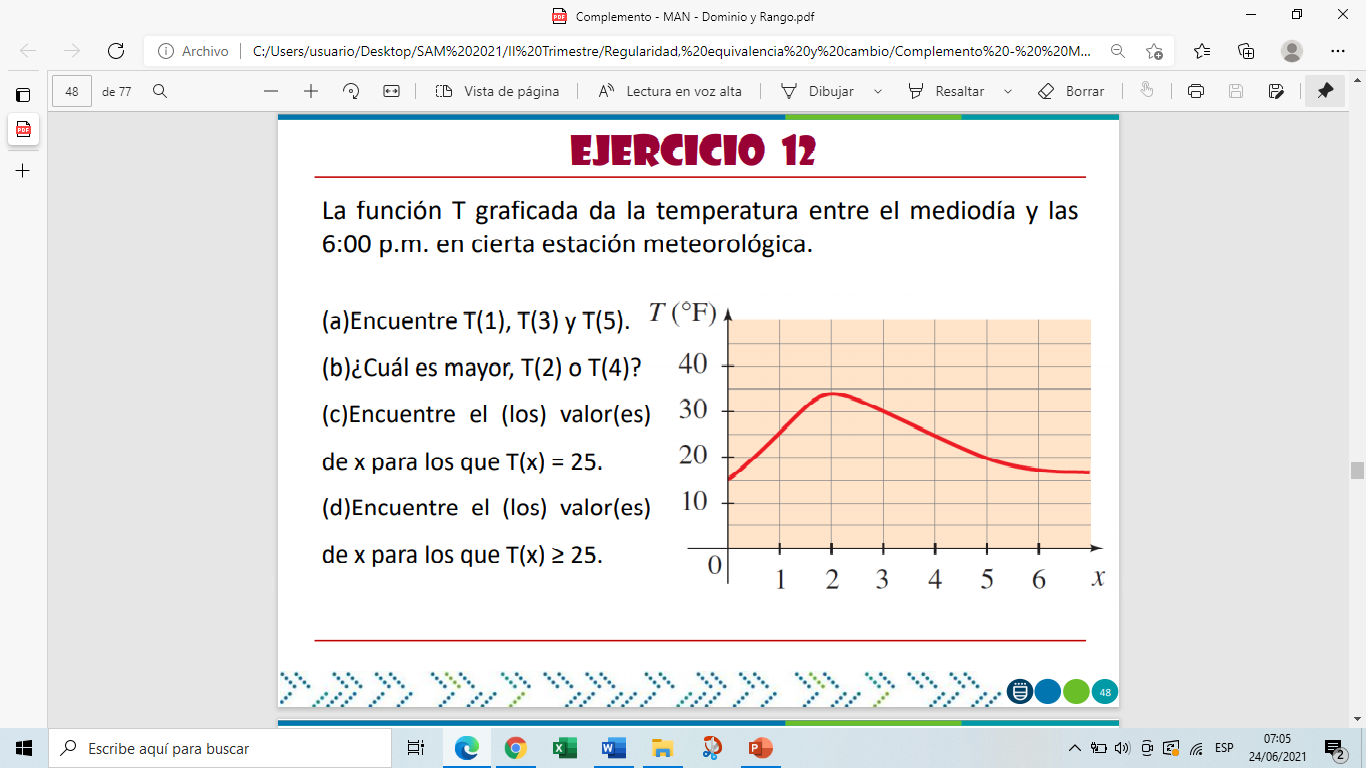 Complemento - MAN - Dominio y Rango.pdf
Archivo
C:/Users/usuario/Desktop/SAM%202021/II%20Trimestre/Regularidad,%20equivalencia%20y%20cambio/Complemento%20-%20%20M...
48 de 77
Vista de página
Lectura en voz alta
Dibujar
Resaltar
Borrar
EJERCICIO 12
La función T graficada da la temperatura entre el mediodía y las
6:00 p.m. en cierta estación meteorológica.
(a)Encuentre T(1), T(3) y T(5).
(b)¿Cuál es mayor, T(2) o T(4)?
(c)Encuentre el (los) valor(es)
de x para los que T(x) = 25.
(d)Encuentre el (los) valor(es)
de x para los que T(x) ≥ 25.
T (°F)
40
30
20
10
0
1 2 3 4 5 6 x
48
Escribe aquí para buscar
ESP
07:05
24/06/2021
2